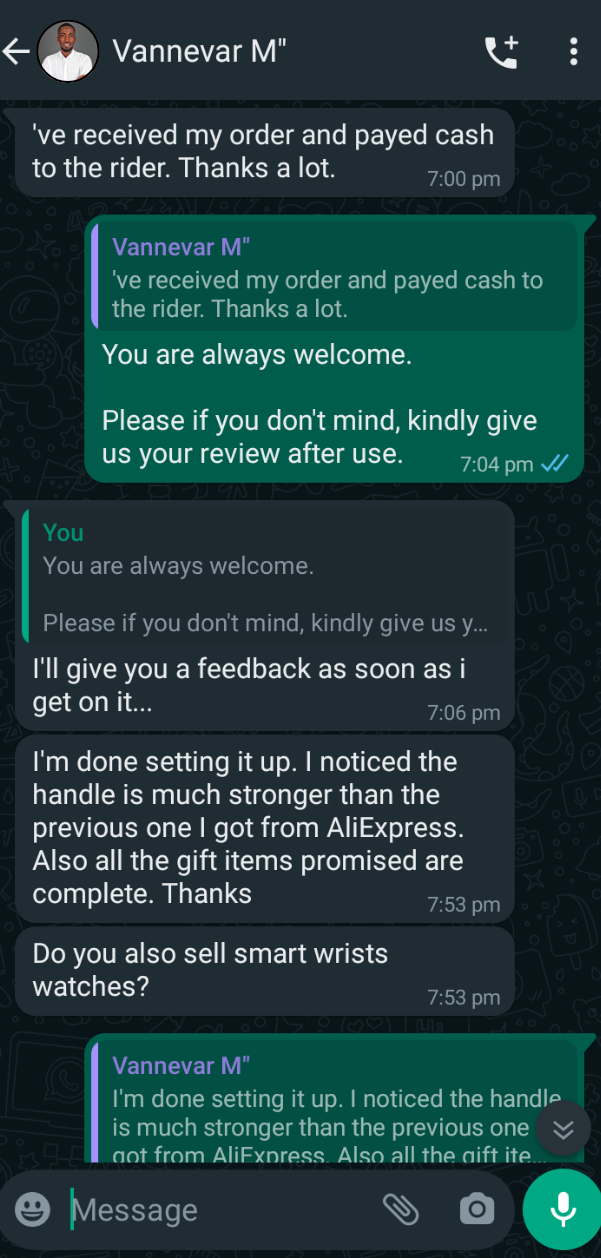 Vannevar M"
've received my order and payed cash
to the rider. Thanks a lot.
7:00 pm
Vannevar M"
've received my order and payed cash to
the rider. Thanks a lot.
You are always welcome.
Please if you don't mind, kindly give
us your review after use.
7:04 pm
You
You are always welcome.
Please if you don't mind, kindly give us y...
I'll give you a feedback as soon as i
get on it...
7:06 pm
I'm done setting it up. I noticed the
handle is much stronger than the
previous one I got from AliExpress.
Also all the gift items promised are
complete. Thanks
7:53 pm
Do you also sell smart wrists
watches?
7:53 pm
Vannevar M"
I'm done setting it up. I noticed the handle
is much stronger than the previous one
got from AliExpress. Also all the gift ite...
Message